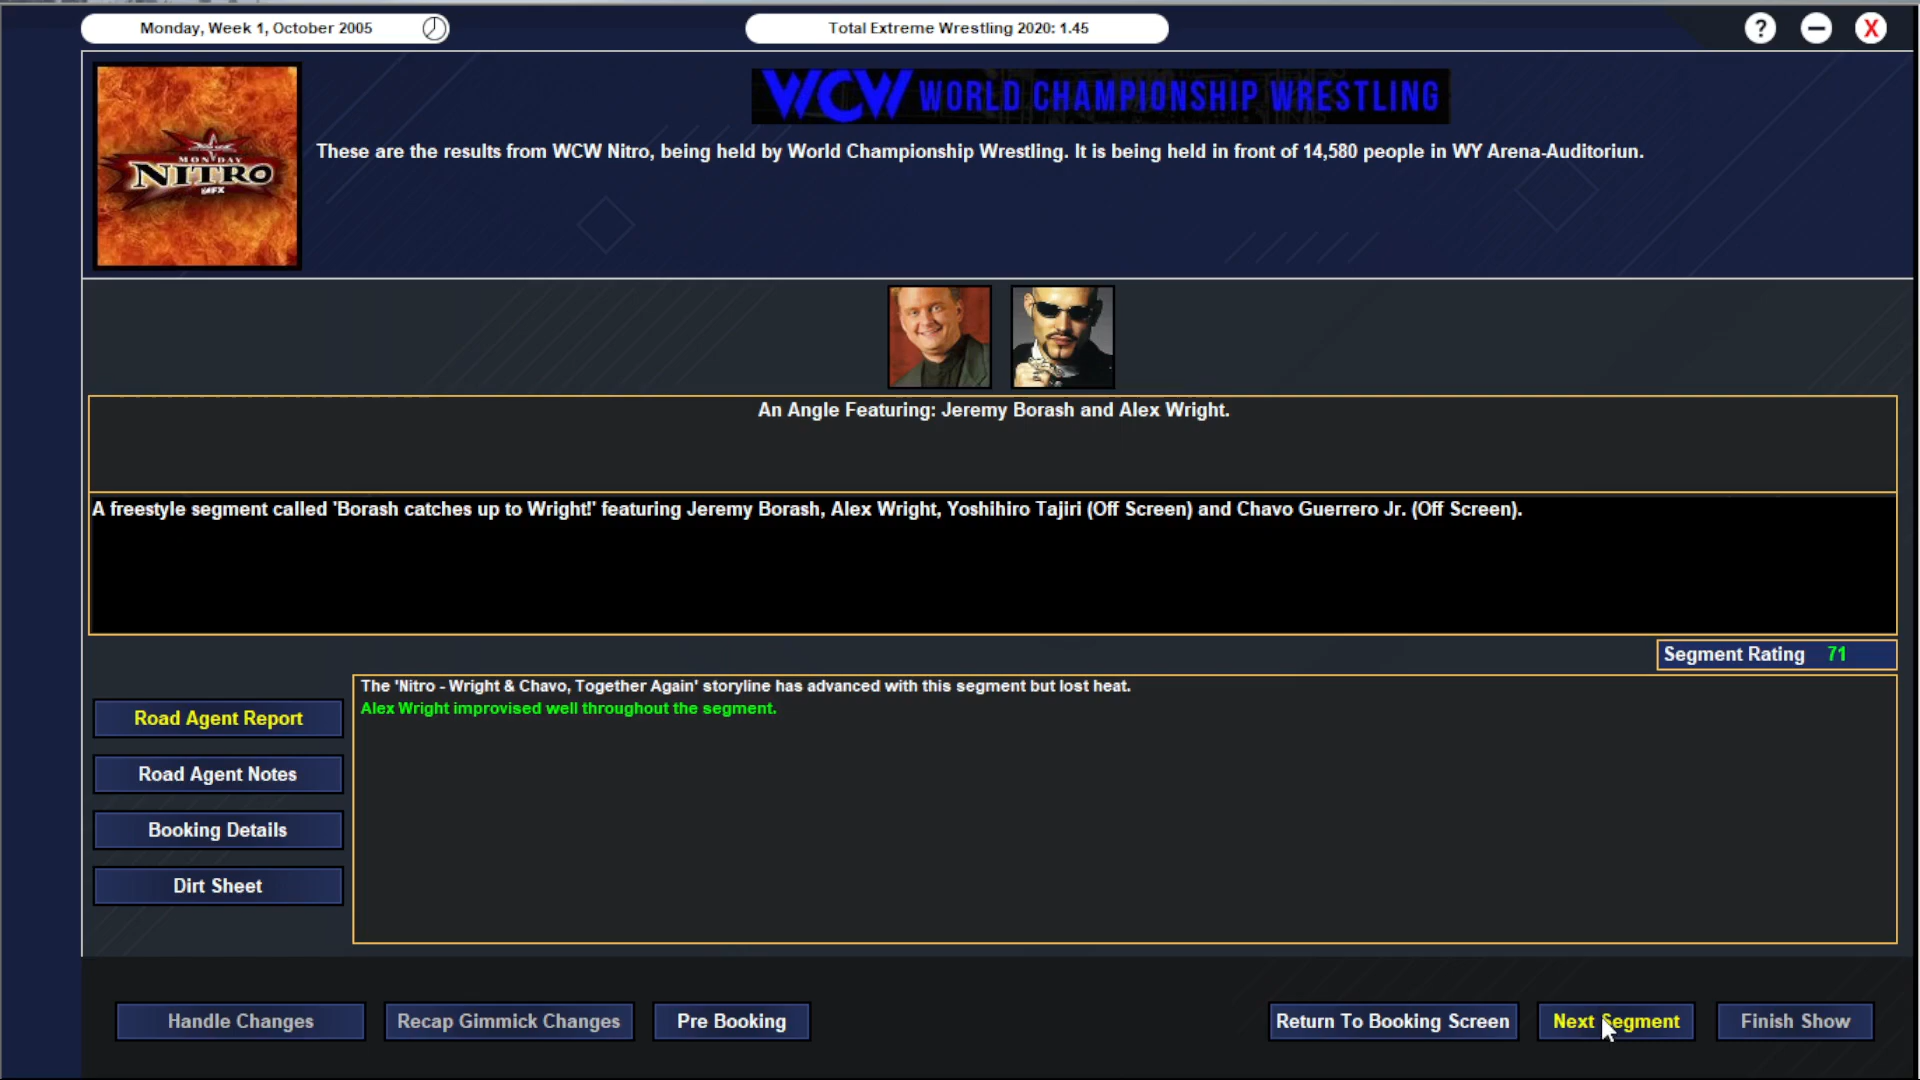 Monday, Week 1, October 2005
Total Extreme Wrestling 2020: 1.45
?
X
WCW WORLD CHAMPIONSHIP WRESTLING
MONDAY
NITRO
These are the results from WCW Nitro, being held by World Championship Wrestling. It is being held in front of 14,580 people in WY Arena-Auditoriun.
An Angle Featuring: Jeremy Borash and Alex Wright.
A freestyle segment called 'Borash catches up to Wright!' featuring Jeremy Borash, Alex Wright, Yoshihiro Tajiri (Off Screen) and Chavo Guerrero Jr. (Off Screen).
Segment Rating 71
The 'Nitro - Wright & Chavo, Together Again' storyline has advanced with this segment but lost heat.
Alex Wright improvised well throughout the segment.
Road Agent Report
Road Agent Notes
Booking Details
Dirt Sheet
Handle Changes
Recap Gimmick Changes
Pre Booking
Return To Booking Screen
Next Segment
Finish Show